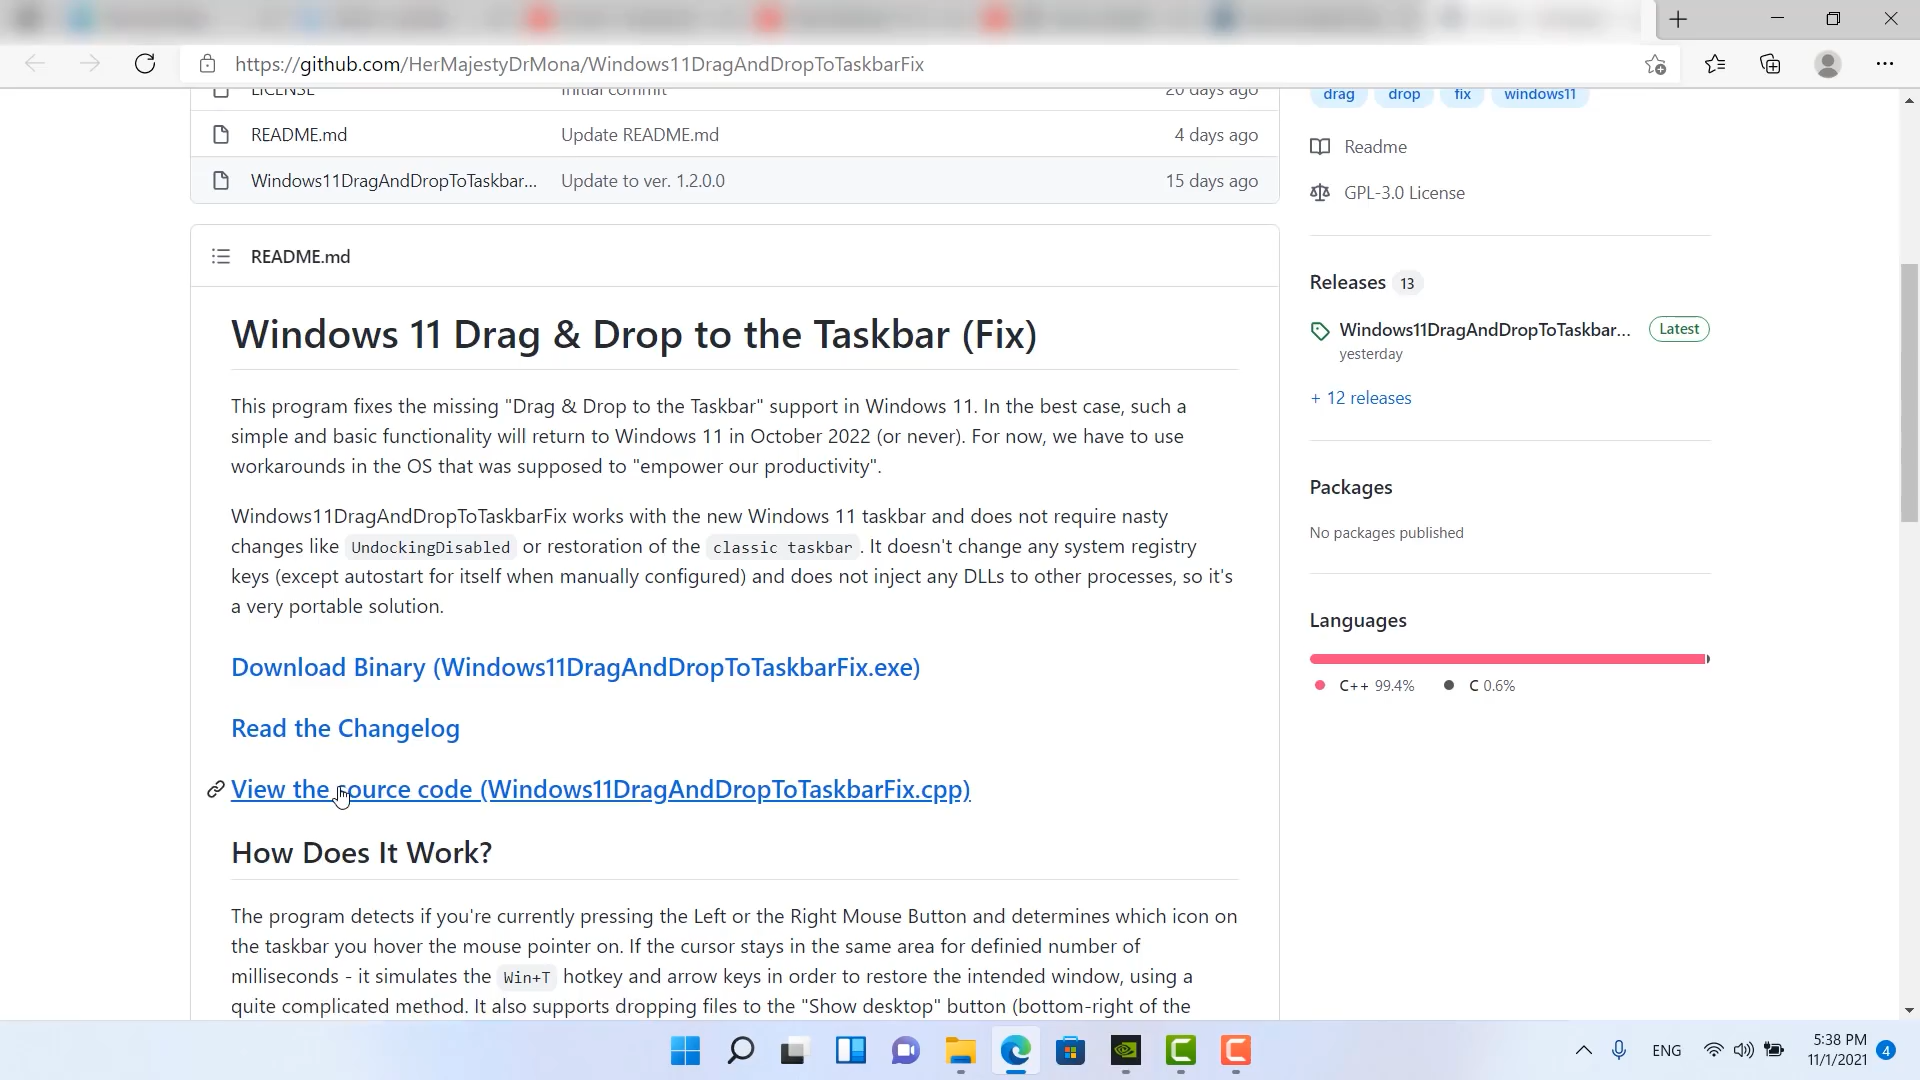 https://github.com/HerMajestyDrMona/Windows11DragAndDropToTaskbarFix
LICENSE Initial commit 20 days ago
README.md Update README.md 4 days ago
Windows11DragAndDropToTaskbar... Update to ver. 1.2.0.0 15 days ago
README.md
Windows 11 Drag & Drop to the Taskbar (Fix)
This program fixes the missing "Drag & Drop to the Taskbar" support in Windows 11. In the best case, such a
simple and basic functionality will return to Windows 11 in October 2022 (or never). For now, we have to use
workarounds in the OS that was supposed to "empower our productivity".
Windows11DragAndDropToTaskbarFix works with the new Windows 11 taskbar and does not require nasty
changes like UndockingDisabled or restoration of the classic taskbar . It doesn't change any system registry
keys (except autostart for itself when manually configured) and does not inject any DLLs to other processes, so it's
a very portable solution.
Download Binary (Windows11DragAndDropToTaskbarFix.exe)
Read the Changelog
View the source code (Windows11DragAndDropToTaskbarFix.cpp)
How Does It Work?
The program detects if you're currently pressing the Left or the Right Mouse Button and determines which icon on
the taskbar you hover the mouse pointer on. If the cursor stays in the same area for definied number of
milliseconds - it simulates the Win+T hotkey and arrow keys in order to restore the intended window, using a
quite complicated method. It also supports dropping files to the "Show desktop" button (bottom-right of the
drag drop fix windows11
Readme
GPL-3.0 License
Releases 13
Windows11DragAndDropToTaskbar... Latest
yesterday
+ 12 releases
Packages
No packages published
Languages
C++ 99.4% C 0.6%
ENG
5:38 PM
11/1/2021
4